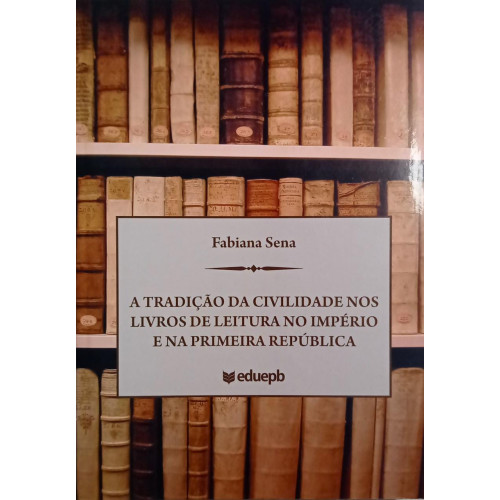 Fabiana Sena
A TRADIÇÃO DA CIVILIDADE NOS
LIVROS DE LEITURA NO IMPÉRIO
E NA PRIMEIRA REPÚBLICA
eduepb